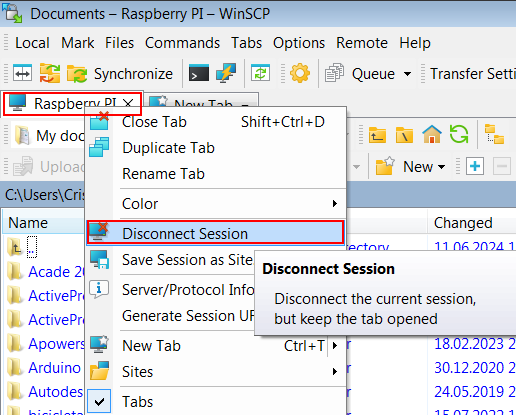 Documents – Raspberry PI – WinSCP
Local Mark Files Commands Tabs Options Remote Help
Synchronize Queue Transfer Setting
Raspberry PI New Tab
Close Tab Shift+Ctrl+D
My doc
Duplicate Tab
Upload
Rename Tab
New
C:\Users\Cris
Color
Name
Changed
Disconnect Session
..
rectory 11.06.2024 1
Acade 20
Save Session as Site
Disconnect Session
ActivePre
Server/Protocol Info
Disconnect the current session,
but keep the tab opened
ActivePr
Generate Session UR
Apowers
New Tab Ctrl+T
18.02.2023 2
Arduino
Sites
30.12.2020 2
Autodes
24.05.2019 2
Tabs
bicicleta
15.07.2022 1